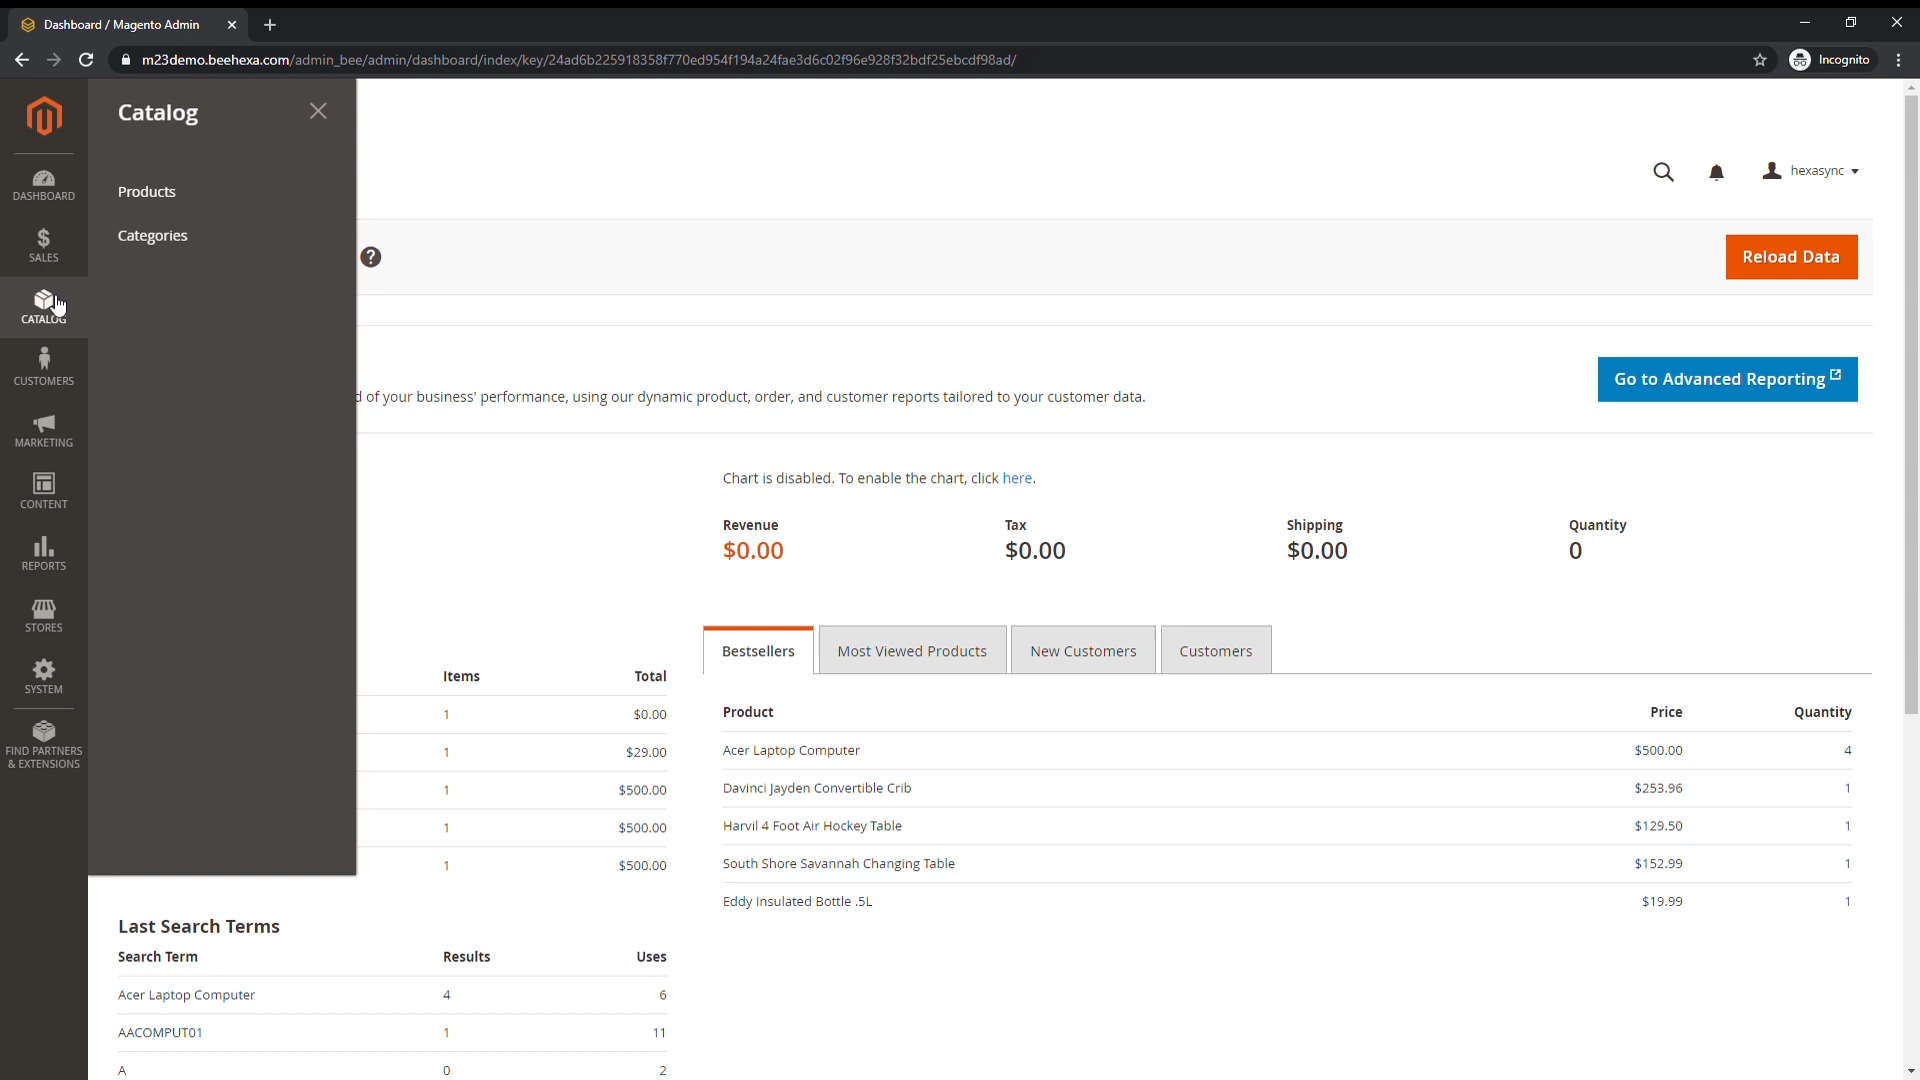 Dashboard / Magento Admin
m23demo.beehexa.com/admin_bee/admin/dashboard/index/key/24ad6b225918358f770ed954f194a24fae3d6c02f96e928f32bdf25ebcdf98ad/
Incognito
DASHBOARD
SALES
CATALOG
CUSTOMERS
MARKETING
CONTENT
REPORTS
STORES
SYSTEM
FIND PARTNERS
& EXTENSIONS
Catalog
Products
Categories
hexasync
?
Reload Data
d of your business' performance, using our dynamic product, order, and customer reports tailored to your customer data.
Go to Advanced Reporting
Chart is disabled. To enable the chart, click here.
Revenue Tax Shipping Quantity
$0.00 $0.00 $0.00 0
Items Total
1 $0.00
1 $29.00
1 $500.00
1 $500.00
1 $500.00
Bestsellers Most Viewed Products New Customers Customers
Product Price Quantity
Acer Laptop Computer $500.00 4
Davinci Jayden Convertible Crib $253.96 1
Harvil 4 Foot Air Hockey Table $129.50 1
South Shore Savannah Changing Table $152.99 1
Eddy Insulated Bottle .5L $19.99 1
Last Search Terms
Search Term Results Uses
Acer Laptop Computer 4 6
AACOMPUT01 1 11
A 0 2